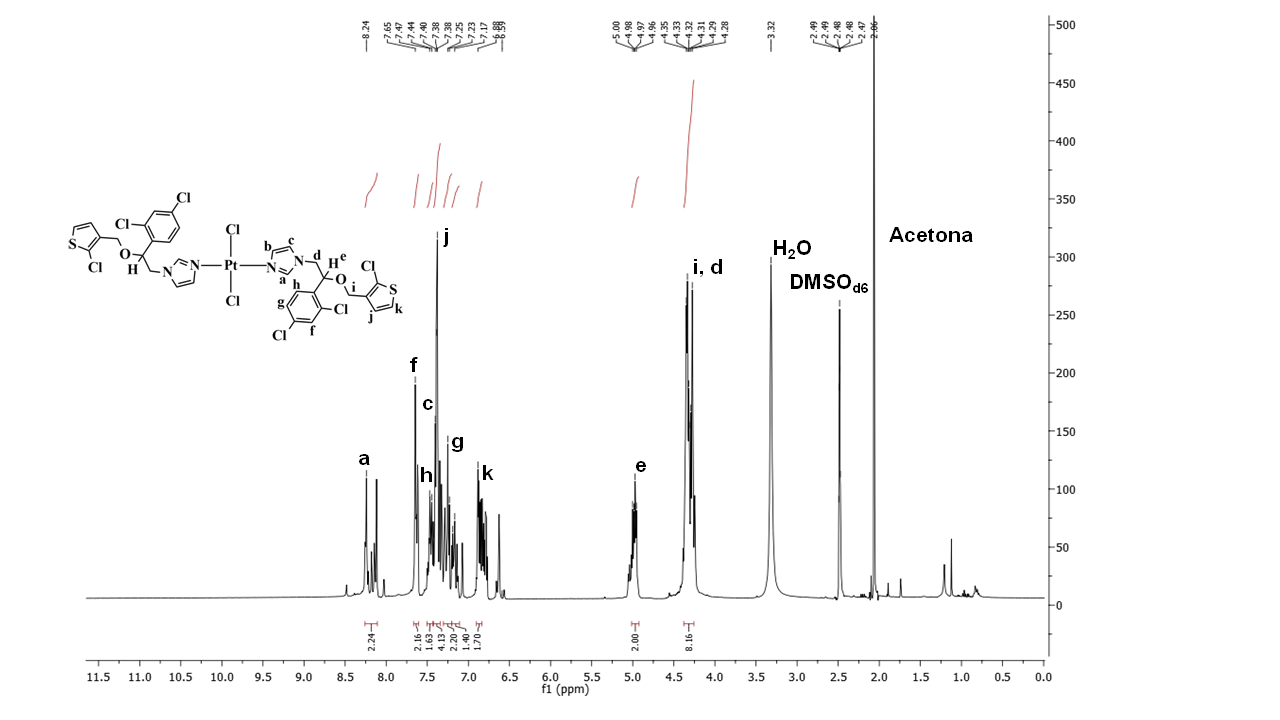 8.24 7.65 7.47 7.44 7.40 7.38 7.38 7.25 7.23 7.17 6.88 6.59 5.00 4.98 4.97 4.96 4.35 4.33 4.32 4.31 4.29 4.28 3.32 2.49 2.49 2.48 2.48 2.47 2.06
500
450
400
350
300
250
200
150
100
50
0
Acetona
H2O
DMSOd6
j
i, d
f
c
g
h
a
k
e
Cl
Cl
Cl
S
Cl
O
H
N
N
Pt
Cl
Cl
b
c
N
N
a
d
H e
O
i
Cl
S
h
g
Cl
j
k
f
Cl
2.24 2.16 1.63 4.13 2.20 1.40 1.70 2.00 8.16
11.5 11.0 10.5 10.0 9.5 9.0 8.5 8.0 7.5 7.0 6.5 6.0 5.5 5.0 4.5 4.0 3.5 3.0 2.5 2.0 1.5 1.0 0.5 0.0
f1 (ppm)